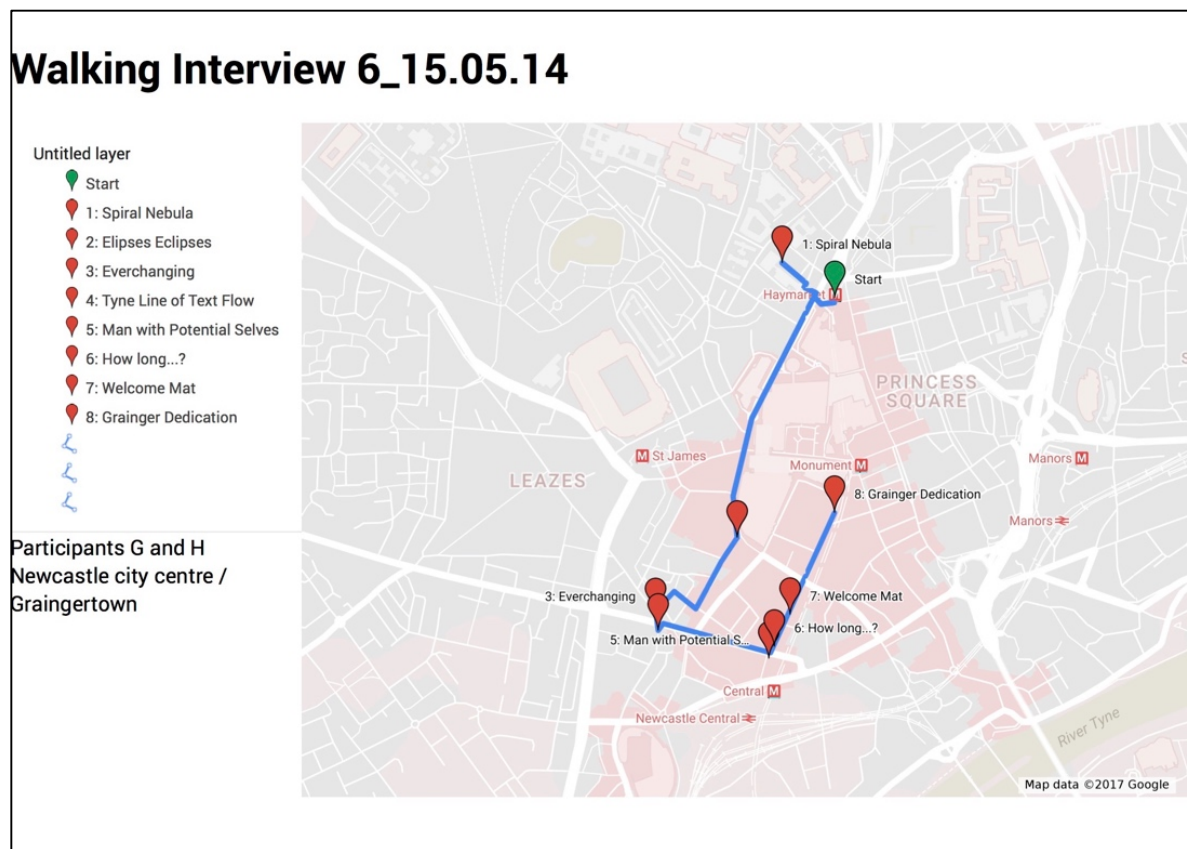 Walking Interview 6_15.05.14
Untitled layer
Start
1: Spiral Nebula
2: Elipses Eclipses
3: Everchanging
4: Tyne Line of Text Flow
5: Man with Potential Selves
6: How long...?
7: Welcome Mat
8: Grainger Dedication
Participants G and H
Newcastle city centre /
Graingertown
1: Spiral Nebula
Start
Haymarket M
PRINCESS
SQUARE
M St James
Monument M
Manors M
LEAZES
8: Grainger Dedication
Manors
3: Everchanging
7: Welcome Mat
6: How long...?
5: Man with Potential S...
Central M
Newcastle Central
River Tyne
Map data ©2017 Google